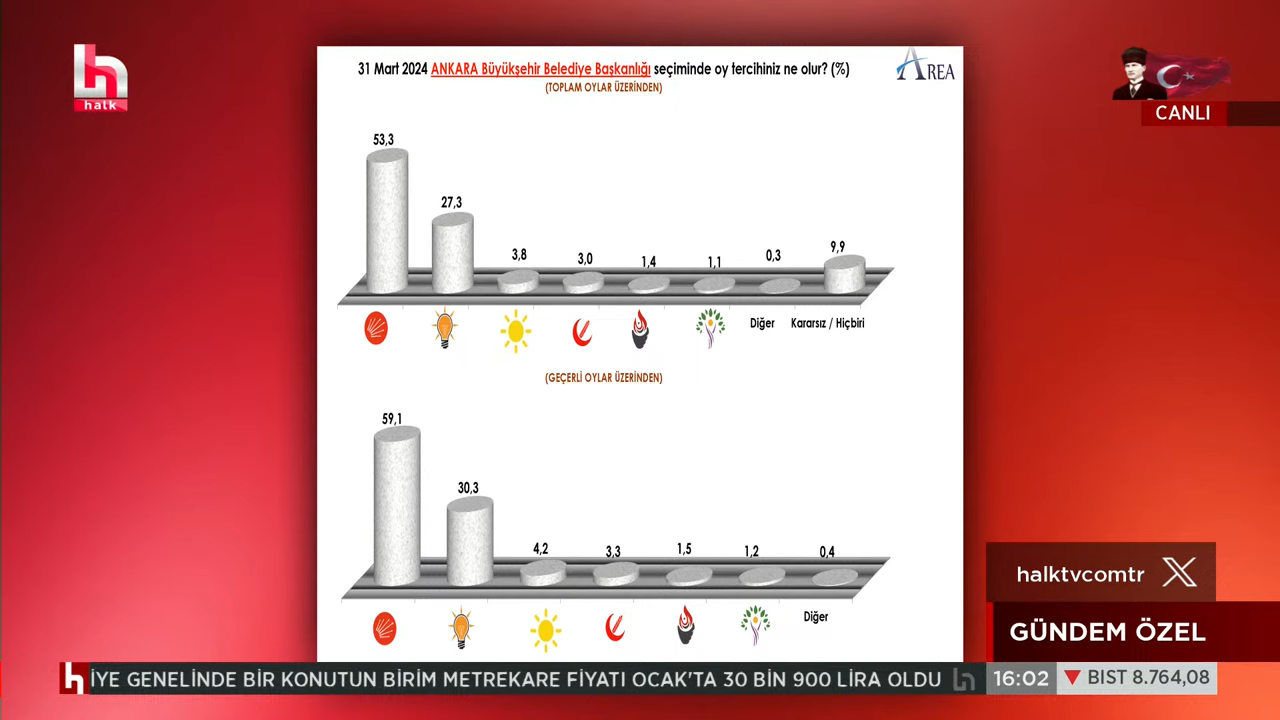 halk
31 Mart 2024 ANKARA Büyükşehir Belediye Başkanlığı seçiminde oy tercihiniz ne olur? (%)
(TOPLAM OYLAR ÜZERİNDEN)
AREA
CANLI
53,3
27,3
3,8
3,0
1,4
1,1
0,3
9,9
Diğer
Kararsız / Hiçbiri
(GEÇERLİ OYLAR ÜZERİNDEN)
59,1
30,3
4,2
3,3
1,5
1,2
0,4
Diğer
halktvcomtr X
GÜNDEM ÖZEL
h İYE GENELİNDE BİR KONUTUN BİRİM METREKARE FİYATI OCAK'TA 30 BİN 900 LİRA OLDU h 16:02 BIST 8.764,08